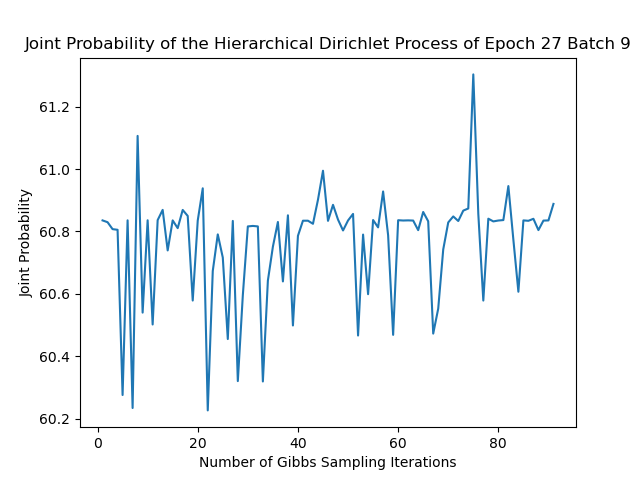 Joint Probability of the Hierarchical Dirichlet Process of Epoch 27 Batch 9
61.2
61.0
60.8
60.6
60.4
60.2
Joint Probability
0 20 40 60 80
Number of Gibbs Sampling Iterations